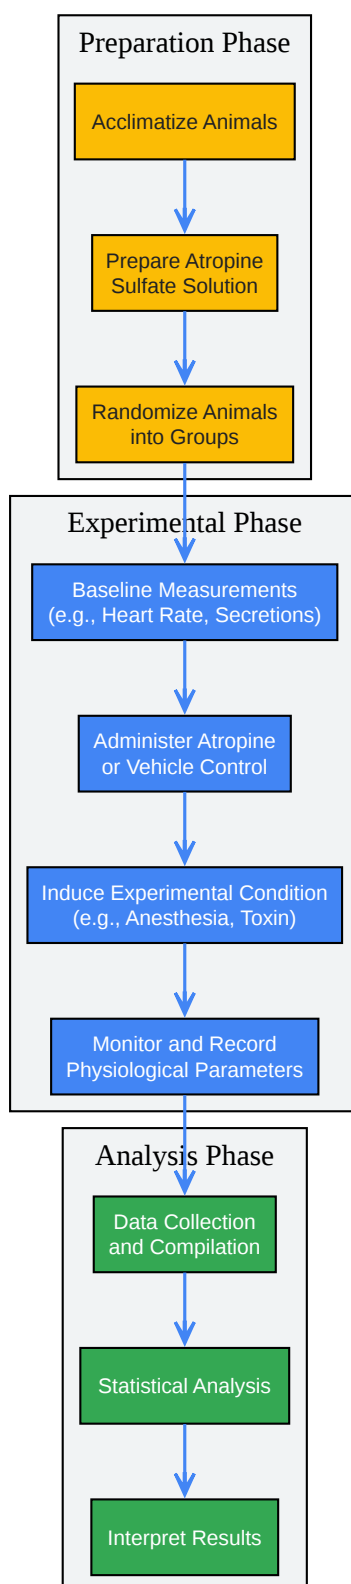 Preparation Phase
Acclimatize Animals
Prepare Atropine
Sulfate Solution
Randomize Animals
into Groups
Experimental Phase
Baseline Measurements
(e.g., Heart Rate, Secretions)
Administer Atropine
or Vehicle Control
Induce Experimental Condition
(e.g., Anesthesia, Toxin)
Monitor and Record
Physiological Parameters
Analysis Phase
Data Collection
and Compilation
Statistical Analysis
Interpret Results